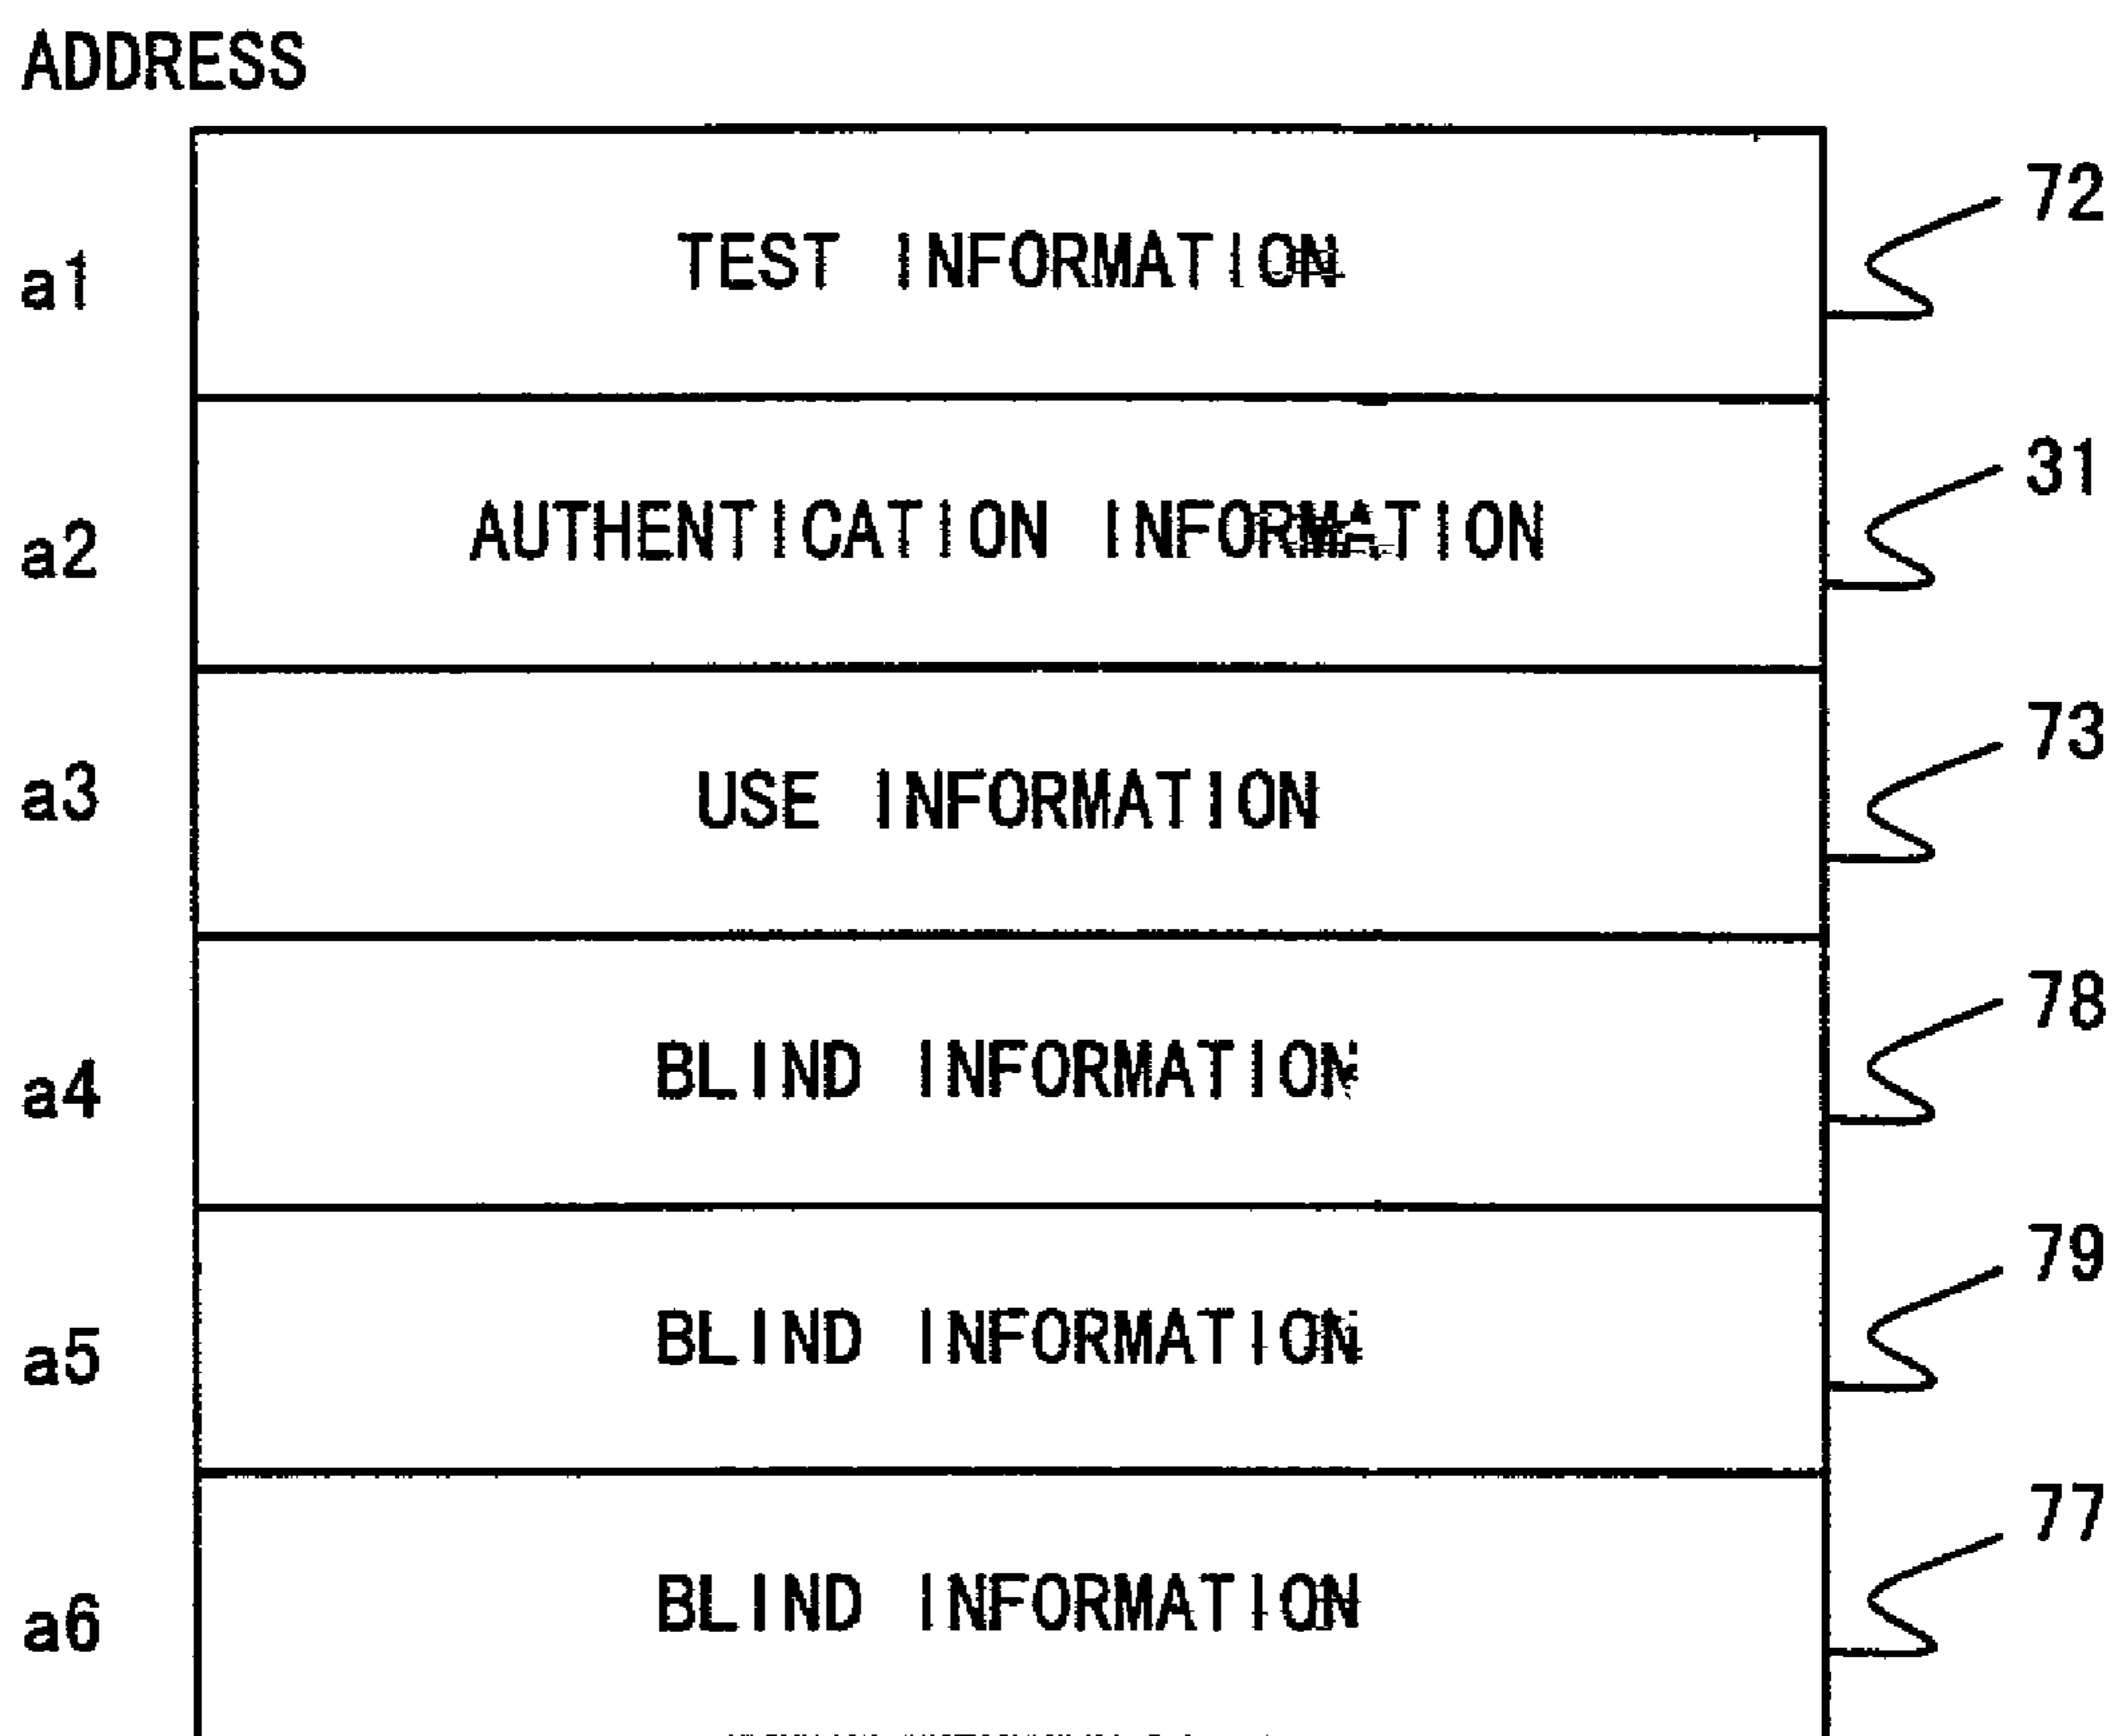 ADDRESS
72
a1 TEST INFORMATION
31
a2 AUTHENTICATION INFORMATION
73
a3 USE INFORMATION
78
a4 BLIND INFORMATION
79
a5 BLIND INFORMATION
77
a6 BLIND INFORMATION